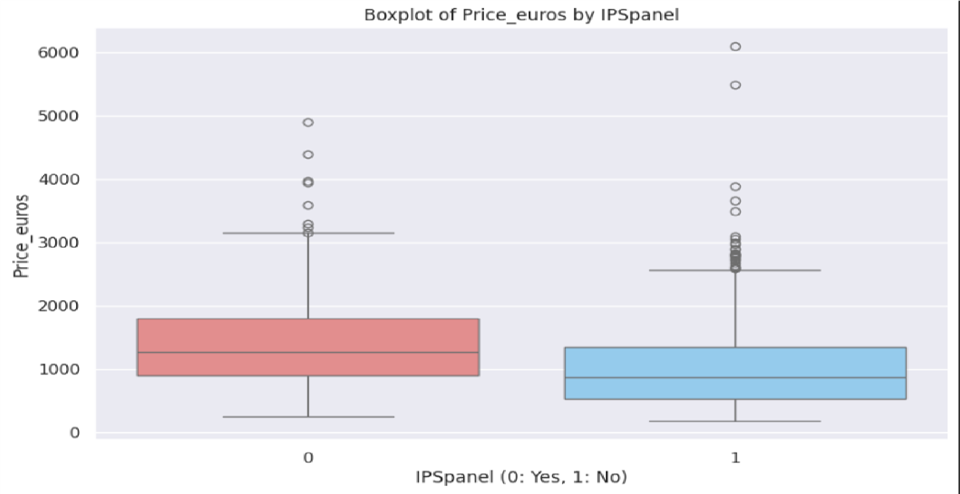 Boxplot of Price_euros by IPSpanel
6000
5000
4000
3000
2000
1000
0
Price_euros
0 1
IPSpanel (0: Yes, 1: No)